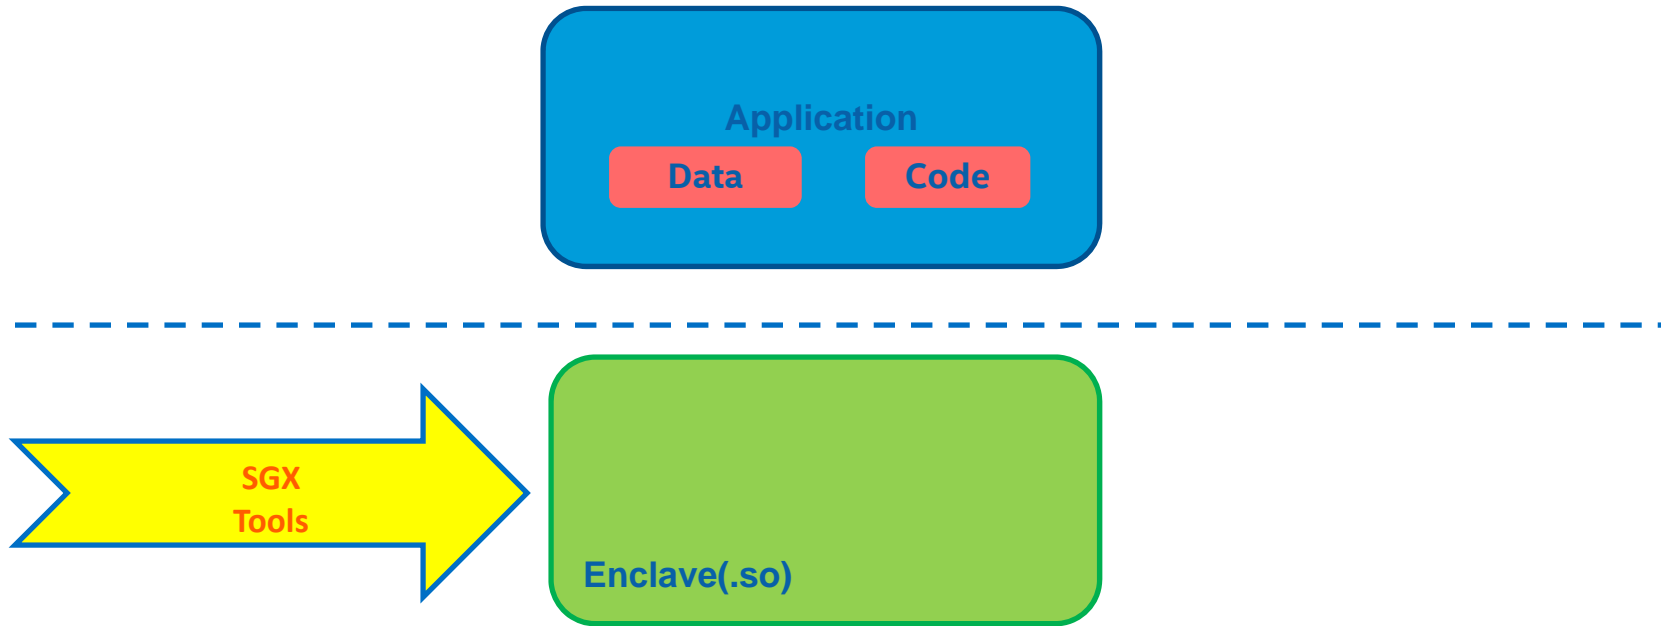 Application
Data Code
SGX
Tools
Enclave(.so)